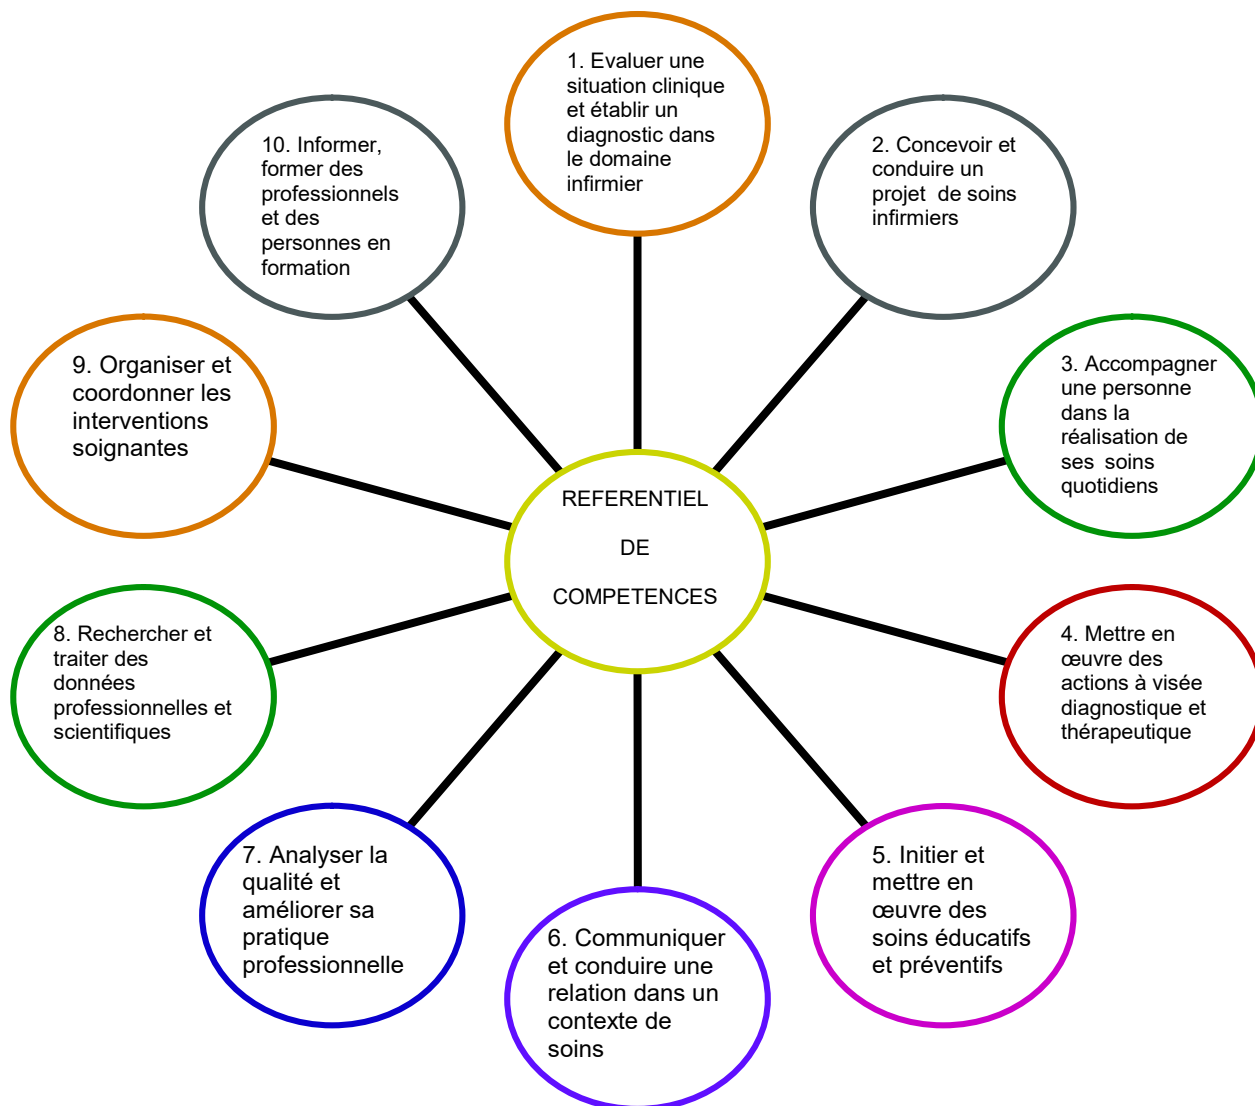 1. Evaluer une
situation clinique
et établir un
diagnostic dans
le domaine
infirmier
2. Concevoir et
conduire un
projet de soins
infirmiers
3. Accompagner
une personne
dans la
réalisation de
ses soins
quotidiens
4. Mettre en
œuvre des
actions à visée
diagnostique et
thérapeutique
5. Initier et
mettre en
œuvre des
soins éducatifs
et préventifs
6. Communiquer
et conduire une
relation dans un
contexte de
soins
7. Analyser la
qualité et
améliorer sa
pratique
professionnelle
8. Rechercher et
traiter des
données
professionnelles et
scientifiques
9. Organiser et
coordonner les
interventions
soignantes
10. Informer,
former des
professionnels
et des
personnes en
formation
REFERENTIEL
DE
COMPETENCES